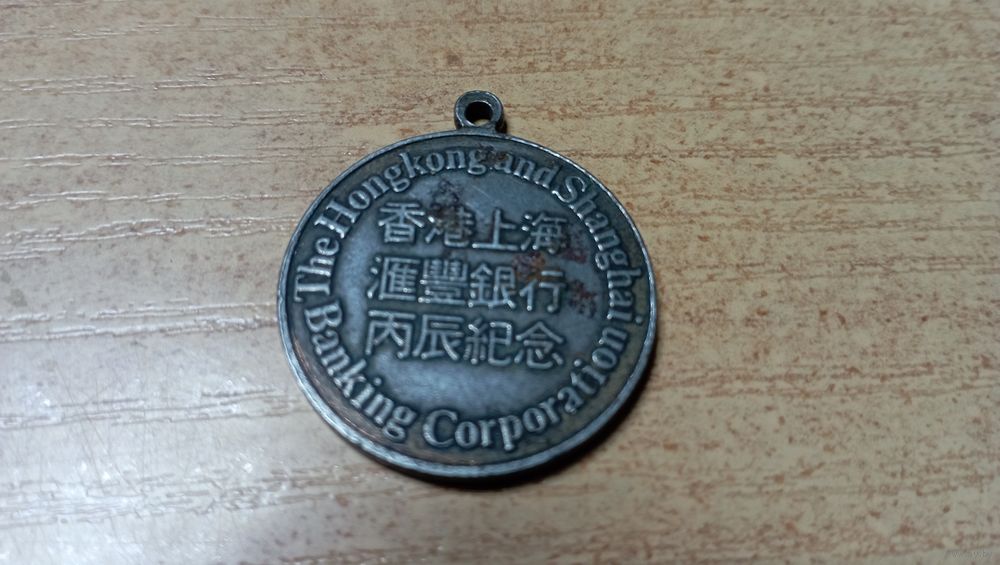 The Hongkong and Shanghai
Banking Corporation
香港上海
滙豐銀行
丙辰紀念